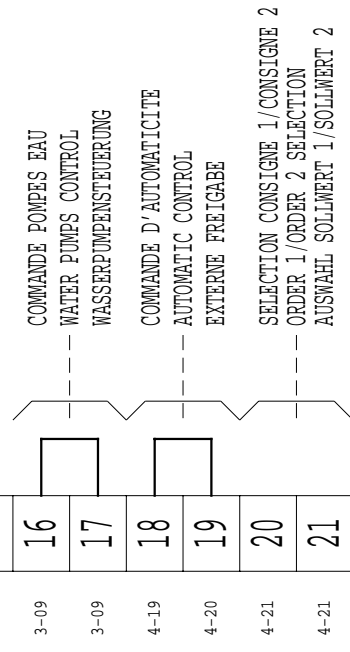 COMMANDE POMPES EAU
WATER PUMPS CONTROL
WASSERPUMPENSTEUERUNG
COMMANDE D'AUTOMATICITE
AUTOMATIC CONTROL
EXTERNE FREIGABE
SELECTION CONSIGNE 1/CONSIGNE 2
ORDER 1/ORDER 2 SELECTION
AUSWAHL SOLLWERT 1/SOLLWERT 2
16
17
18
19
20
21
3-09
3-09
4-19
4-20
4-21
4-21